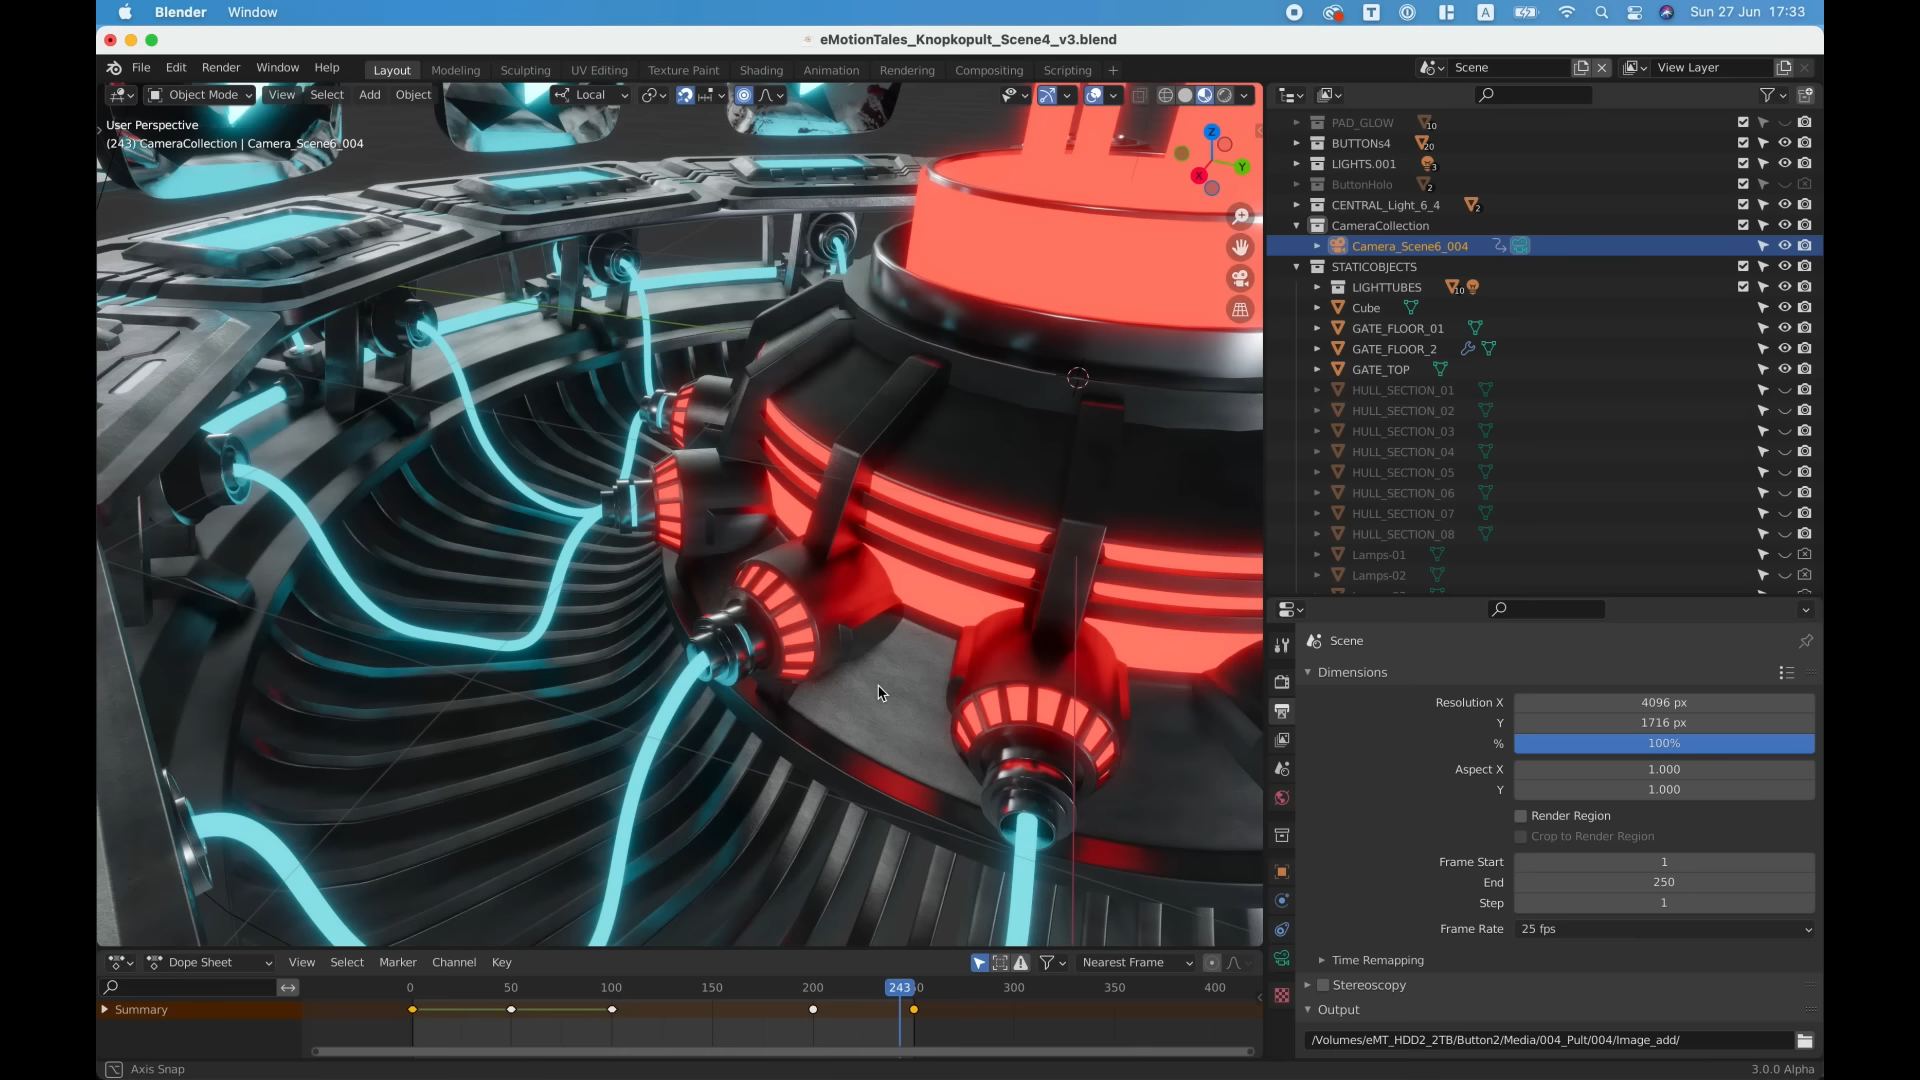 Blender Window
A
Sun 27 Jun 17:33
eMotionTales_Knopkopult_Scene4_v3.blend
File Edit Render Window Help
Layout Modeling Sculpting UV Editing Texture Paint Shading Animation Rendering Compositing Scripting +
Scene
View Layer
Object Mode View Select Add Object
Local
User Perspective
(243) CameraCollection | Camera_Scene6_004
Z
Y
X
PAD_GLOW 10
BUTTONs4 20
LIGHTS.001 3
ButtonHolo 2
CENTRAL_Light_6_4 2
CameraCollection
Camera_Scene6_004
STATICOBJECTS
LIGHTTUBES 10
Cube
GATE_FLOOR_01
GATE_FLOOR_2
GATE_TOP
HULL_SECTION_01
HULL_SECTION_02
HULL_SECTION_03
HULL_SECTION_04
HULL_SECTION_05
HULL_SECTION_06
HULL_SECTION_07
HULL_SECTION_08
Lamps-01
Lamps-02
Scene
Dimensions
Resolution X 4096 px
Y 1716 px
% 100%
Aspect X 1.000
Y 1.000
Render Region
Crop to Render Region
Frame Start 1
End 250
Step 1
Frame Rate 25 fps
Time Remapping
Stereoscopy
Output
/Volumes/eMT_HDD2_2TB/Button2/Media/004_Pult/004/Image_add/
Dope Sheet View Select Marker Channel Key
Nearest Frame
0 50 100 150 200 243 300 350 400
Summary
Axis Snap
3.0.0 Alpha